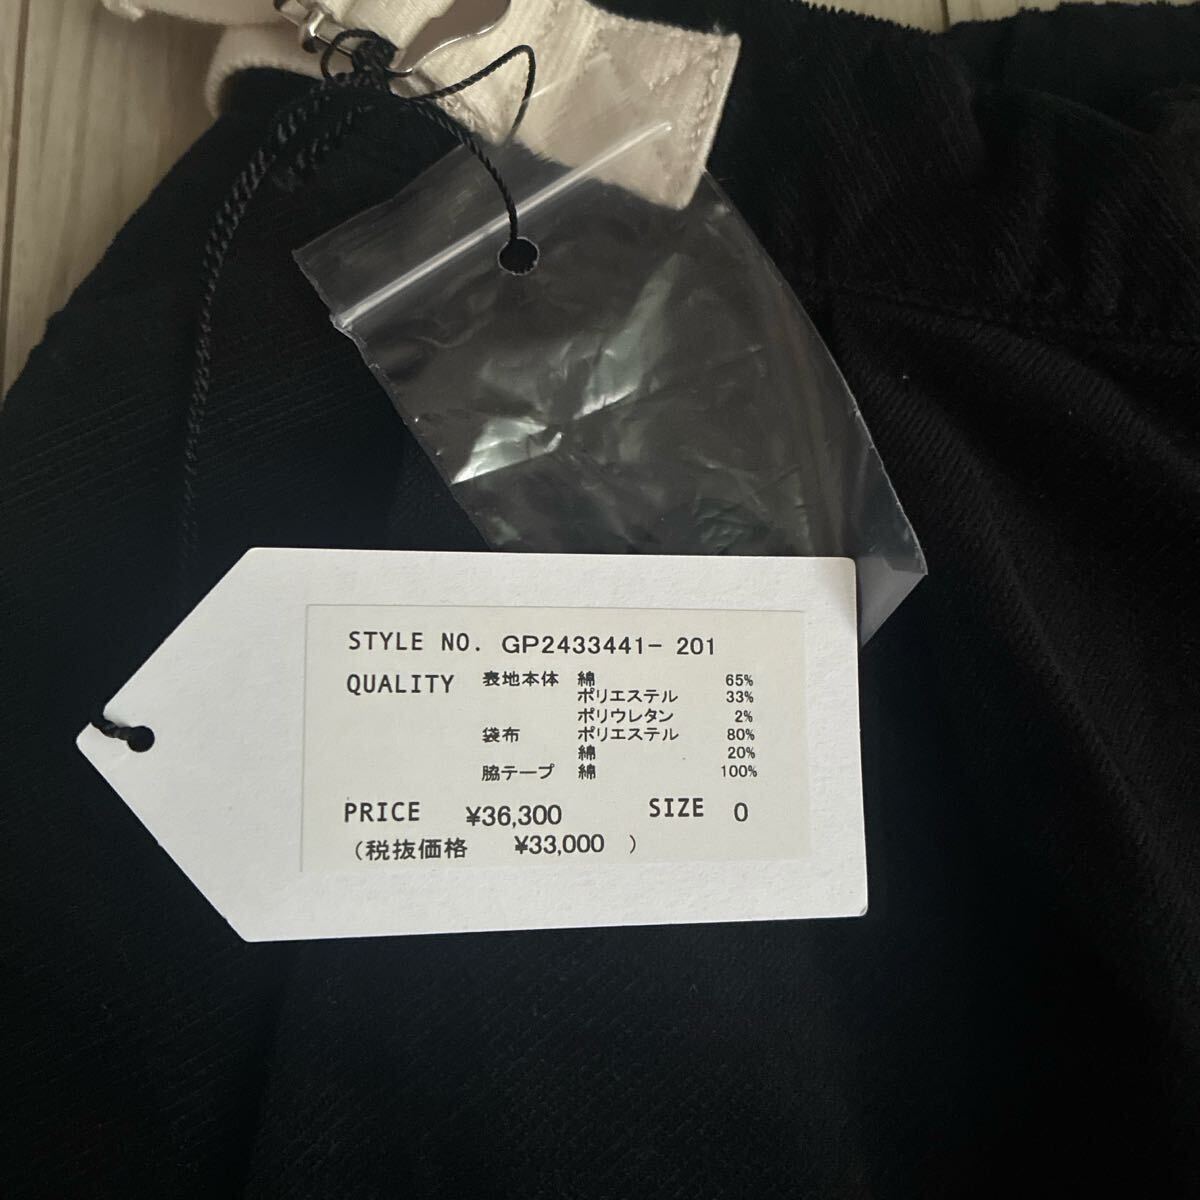 STYLE NO. GP2433441- 201
QUALITY 表地本体 綿 65%
ポリエステル 33%
ポリウレタン 2%
袋布 ポリエステル 80%
綿 20%
脇テープ 綿 100%
PRICE ¥36,300 SIZE 0
(税抜価格 ¥33,000 )